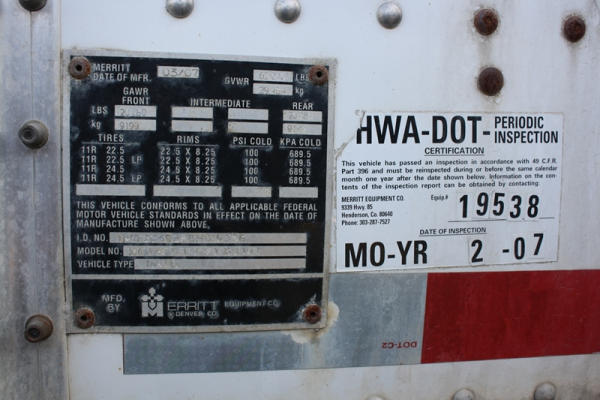 MERRITT
DATE OF MFR. 03/07 GVWR LBS
kg
GAWR
FRONT INTERMEDIATE REAR
LBS
kg
TIRES RIMS PSI COLD KPA COLD
11R 22.5 22.5 X 8.25 100 689.5
11R 22.5 LP 22.5 X 8.25 100 689.5
11R 24.5 24.5 X 8.25 100 689.5
11R 24.5 LP 24.5 X 8.25 100 689.5
THIS VEHICLE CONFORMS TO ALL APPLICABLE FEDERAL
MOTOR VEHICLE STANDARDS IN EFFECT ON THE DATE OF
MANUFACTURE SHOWN ABOVE,
I.D. NO.
MODEL NO.
VEHICLE TYPE
MFD.
BY MERRITT EQUIPMENT CO.
DENVER, CO.
HWA-DOT- PERIODIC
INSPECTION
CERTIFICATION
This vehicle has passed an inspection in accordance with 49 C.F.R.
Part 396 and must be reinspected during or before the same calendar
month one year after the date shown below. Information on the con-
tents of the inspection report can be obtained by contacting.
MERRITT EQUIPMENT CO. Equip.# 19538
9339 Hwy. 85
Henderson, Co. 80640
Phone: 303-287-7527
DATE OF INSPECTION
MO-YR 2 -07
DOT-C2